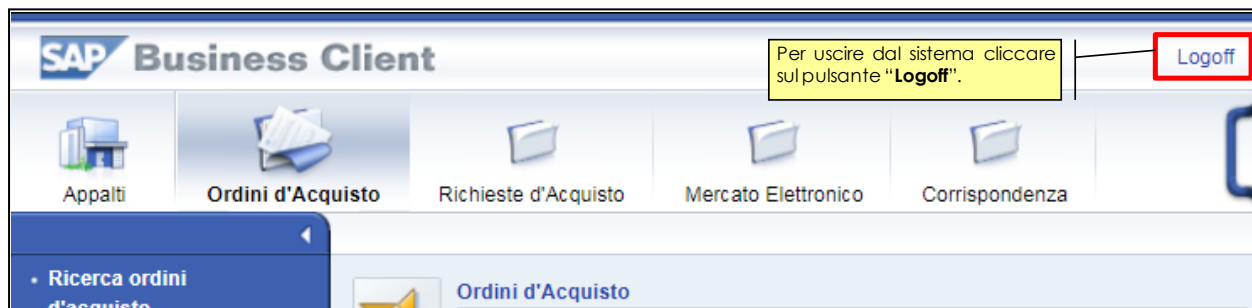 SAP Business Client
Per uscire dal sistema cliccare
sul pulsante “Logoff”.
Logoff
Appalti
Ordini d'Acquisto
Richieste d'Acquisto
Mercato Elettronico
Corrispondenza
Ricerca ordini
d'acquisto
Ordini d'Acquisto